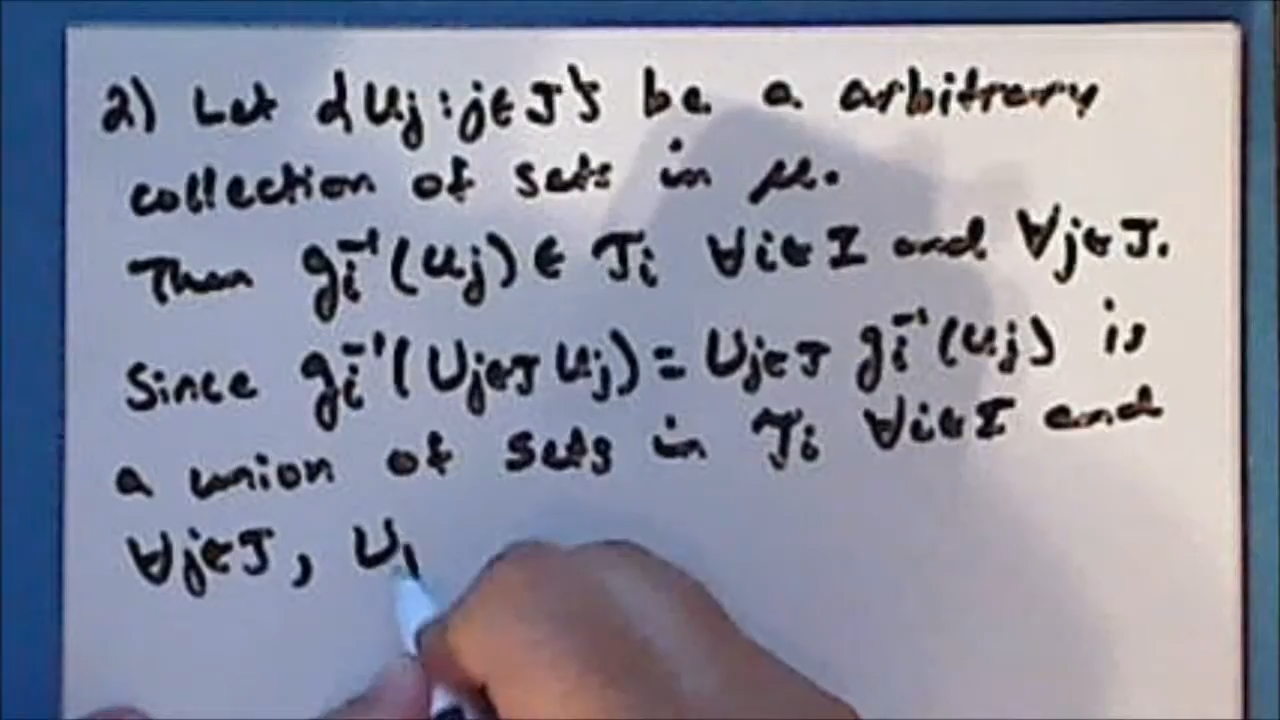 2) Let {Uj : j∈J} be a arbitrary
collection of sets in μ.
Then gi⁻¹(Uj) ∈ Ti ∀i∈I and ∀j∈J.
Since gi⁻¹(∪j∈J Uj) = ∪j∈J gi⁻¹(Uj) is
a union of sets in Ti ∀i∈I and
∀j∈J, ∪